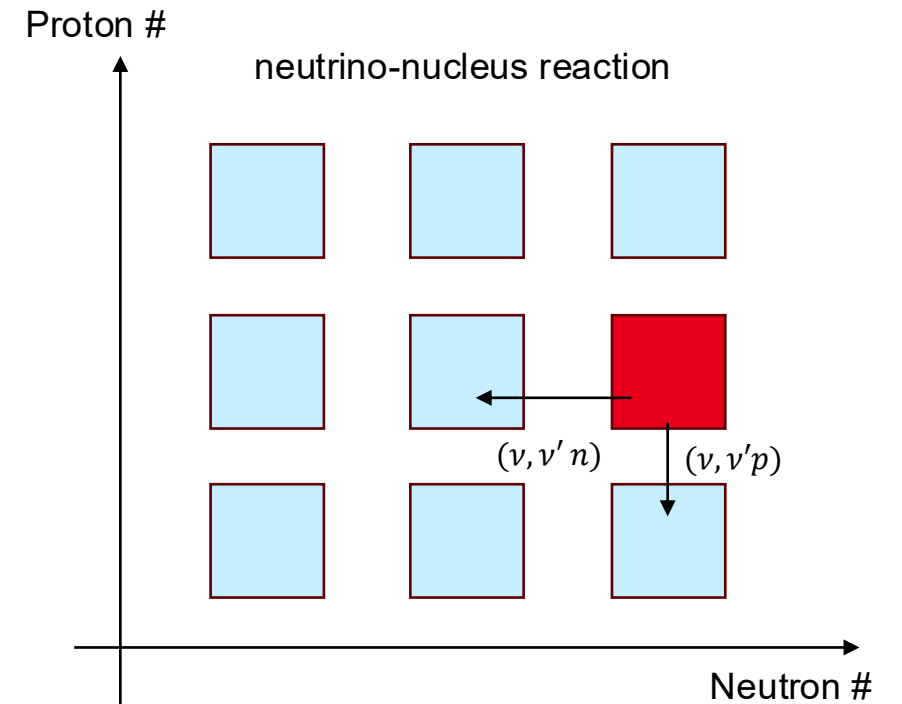 Proton #
neutrino-nucleus reaction
(ν, ν′ n)
(ν, ν′p)
Neutron #